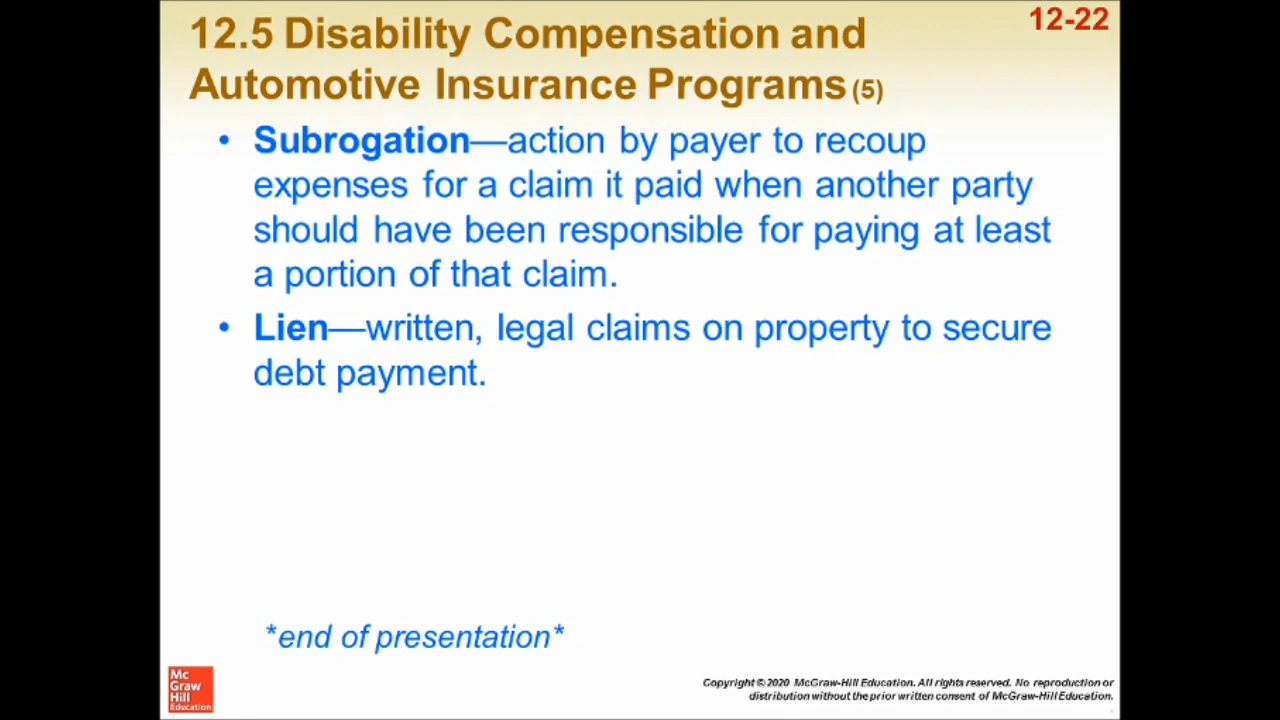 12.5 Disability Compensation and
12-22
Automotive Insurance Programs (5)
• Subrogation—action by payer to recoup
expenses for a claim it paid when another party
should have been responsible for paying at least
a portion of that claim.
• Lien—written, legal claims on property to secure
debt payment.
*end of presentation*
Mc
Graw
Hill
Education
Copyright © 2020 McGraw-Hill Education. All rights reserved. No reproduction or
distribution without the prior written consent of McGraw-Hill Education.